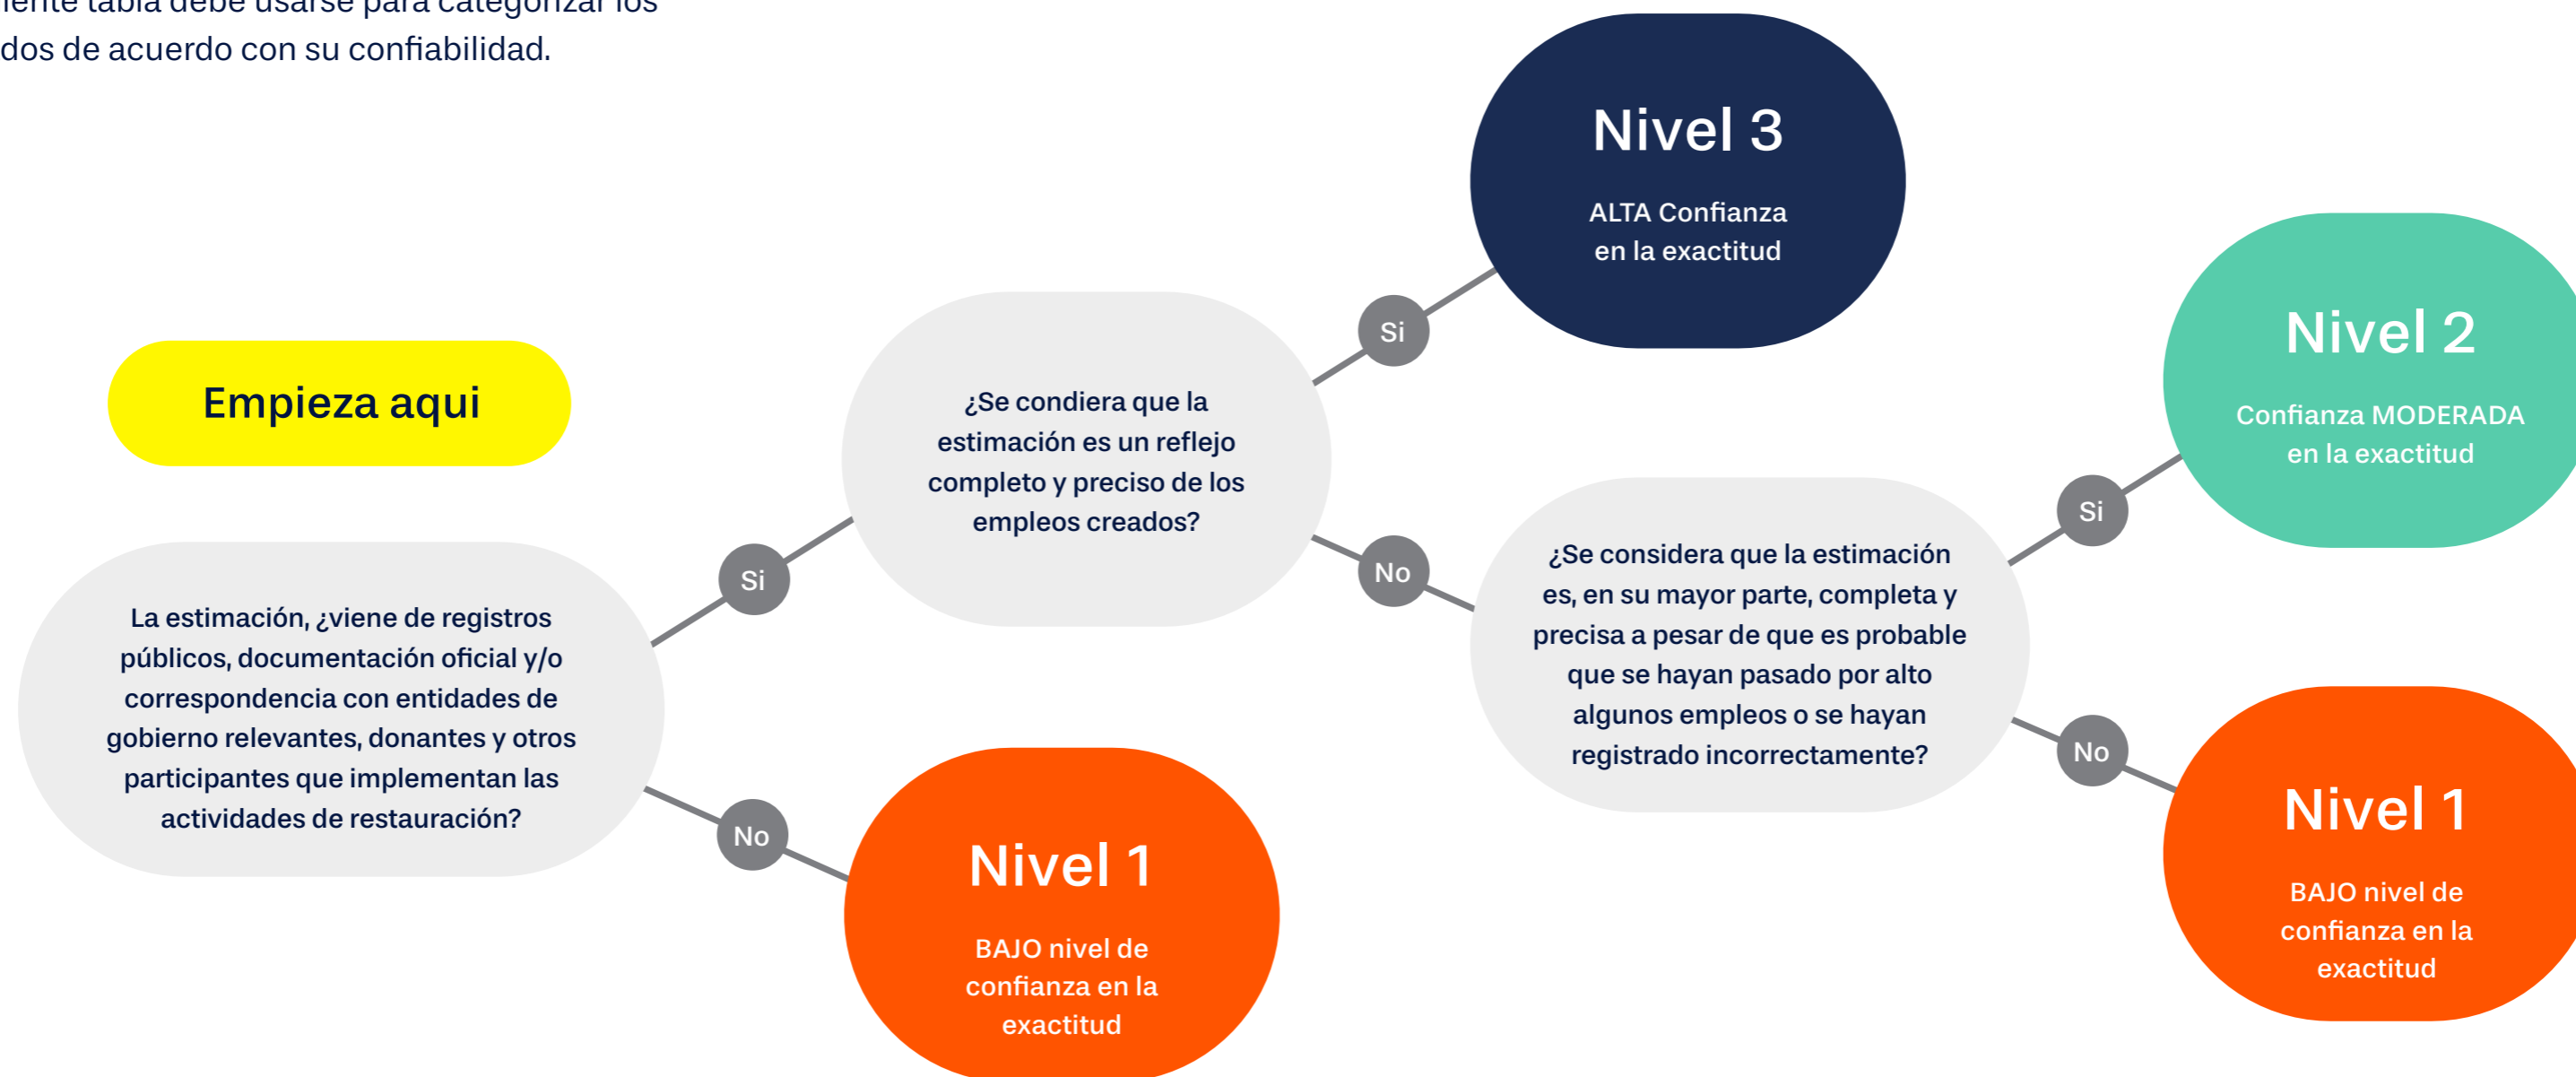 dos de acuerdo con su confiabilidad.
Empieza aqui
La estimación, ¿viene de registros
públicos, documentación oficial y/o
correspondencia con entidades de
gobierno relevantes, donantes y otros
participantes que implementan las
actividades de restauración?
Si
No
¿Se condiera que la
estimación es un reflejo
completo y preciso de los
empleos creados?
Nivel 1
BAJO nivel de
confianza en la
exactitud
Si
No
Nivel 3
ALTA Confianza
en la exactitud
¿Se considera que la estimación
es, en su mayor parte, completa y
precisa a pesar de que es probable
que se hayan pasado por alto
algunos empleos o se hayan
registrado incorrectamente?
Si
No
Nivel 2
Confianza MODERADA
en la exactitud
Nivel 1
BAJO nivel de
confianza en la
exactitud